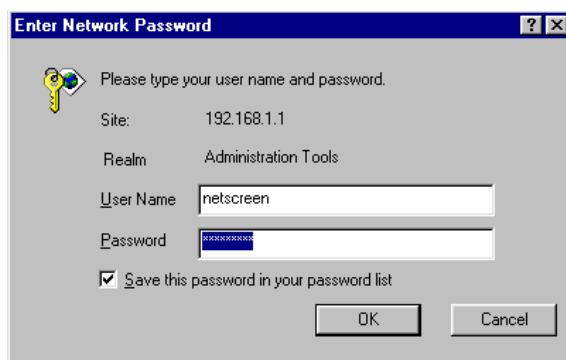 Enter Network Password
Please type your user name and password.
Site: 192.168.1.1
Realm Administration Tools
User Name netscreen
Password *********
Save this password in your password list
OK Cancel